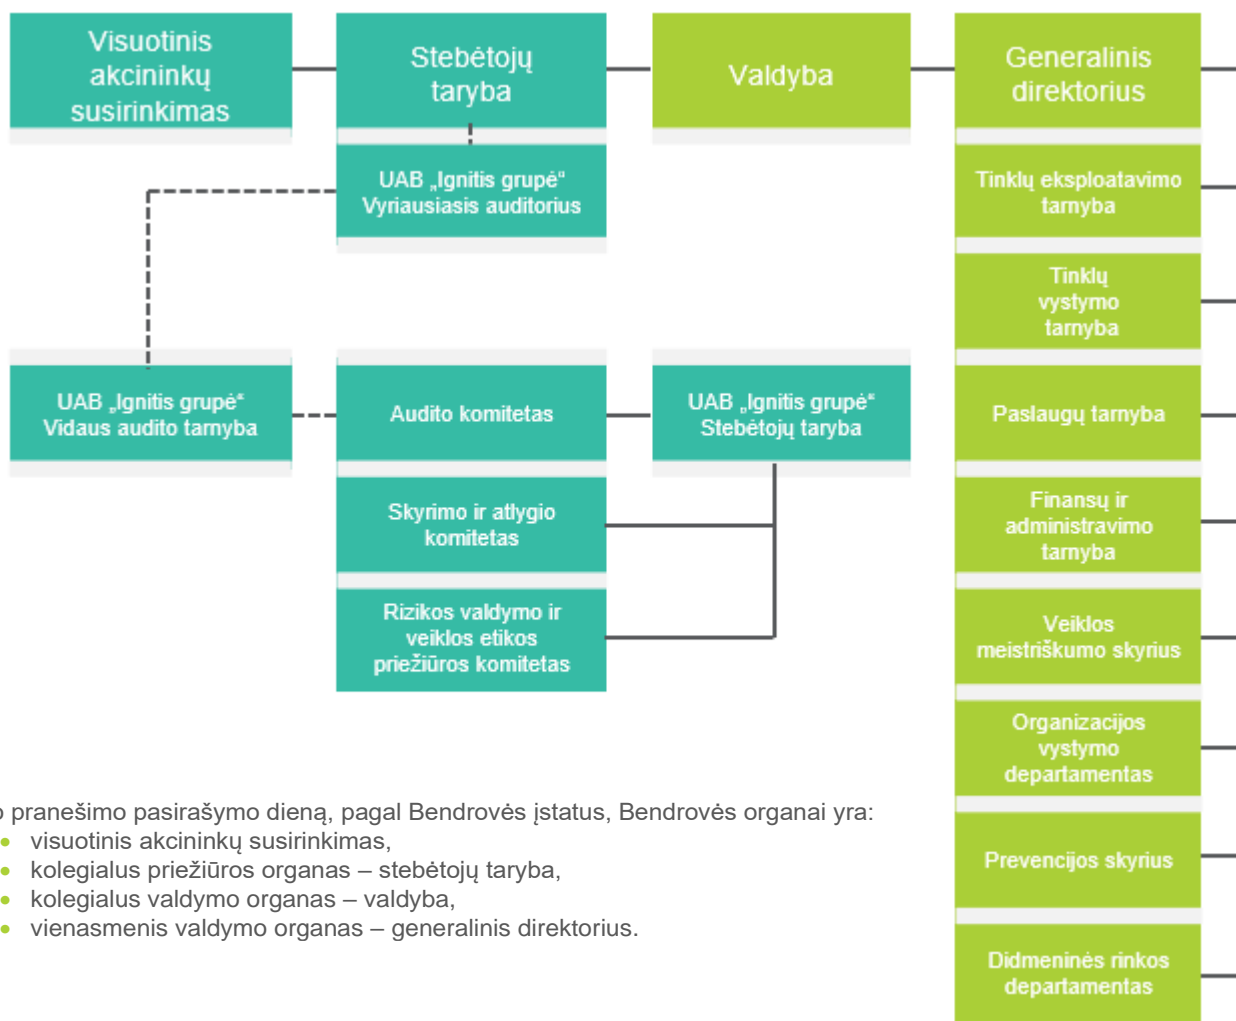 Visuotinis
akcininkų
susirinkimas
Stebėtojų
taryba
Valdyba
Generalinis
direktorius
UAB „Ignitis grupė“
Vyriausiasis auditorius
Tinklų eksploatavimo
tarnyba
Tinklų
vystymo
tarnyba
UAB „Ignitis grupė“
Vidaus audito tarnyba
Audito komitetas
UAB „Ignitis grupė“
Stebėtojų taryba
Paslaugų tarnyba
Skyrimo ir atlygio
komitetas
Finansų ir
administravimo
tarnyba
Rizikos valdymo ir
veiklos etikos
priežiūros komitetas
Veiklos
meistriškumo skyrius
Organizacijos
vystymo
departamentas
Prevencijos skyrius
Didmeninės rinkos
departamentas
pranešimo pasirašymo dieną, pagal Bendrovės įstatus, Bendrovės organai yra:
• visuotinis akcininkų susirinkimas,
• kolegialus priežiūros organas – stebėtojų taryba,
• kolegialus valdymo organas – valdyba,
• vienasmenis valdymo organas – generalinis direktorius.